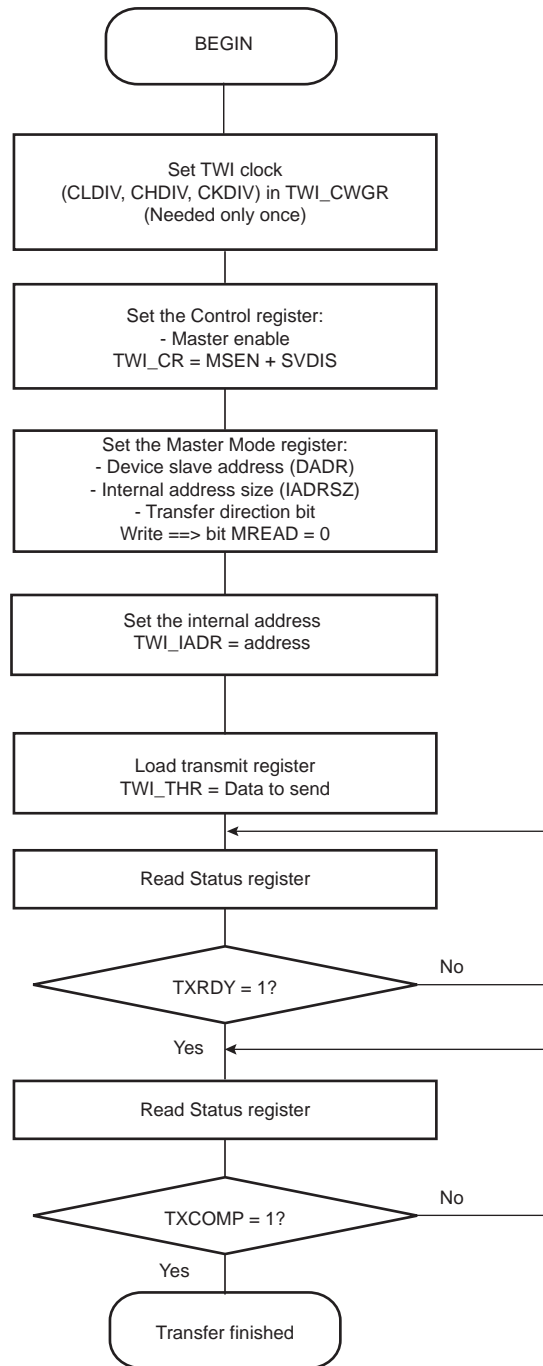 BEGIN
Set TWI clock
(CLDIV, CHDIV, CKDIV) in TWI_CWGR
(Needed only once)
Set the Control register:
- Master enable
TWI_CR = MSEN + SVDIS
Set the Master Mode register:
- Device slave address (DADR)
- Internal address size (IADRSZ)
- Transfer direction bit
Write ==> bit MREAD = 0
Set the internal address
TWI_IADR = address
Load transmit register
TWI_THR = Data to send
Read Status register
TXRDY = 1?
No
Yes
Read Status register
TXCOMP = 1?
No
Yes
Transfer finished